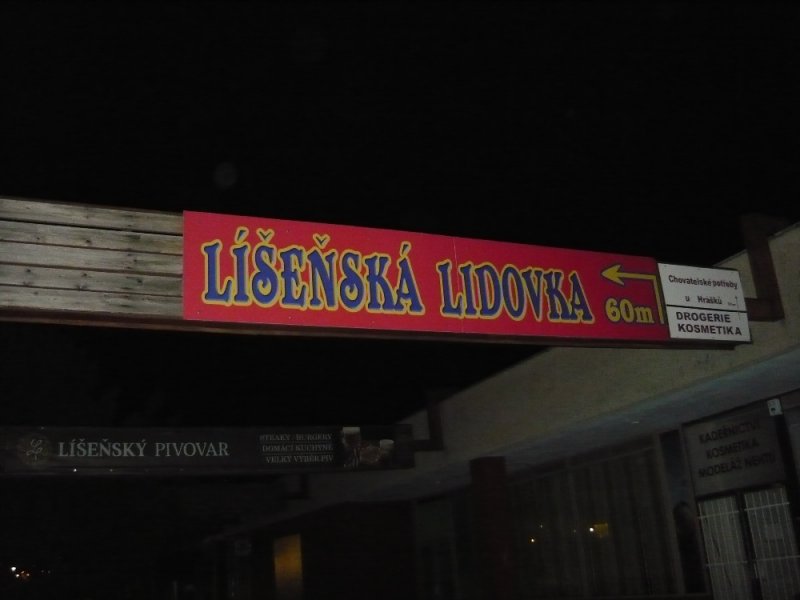 LÍŠEŇSKÁ LIDOVKA
60m
Chovatelské potřeby
u Hrášků
DROGERIE
KOSMETIKA
LÍŠEŇSKÝ PIVOVAR
STEAKY BURGERY
DOMÁCÍ KUCHYNĚ
VELKÝ VÝBĚR PIV
KADEŘNICTVÍ
KOSMETIKA
MODELÁŽ NEHTŮ